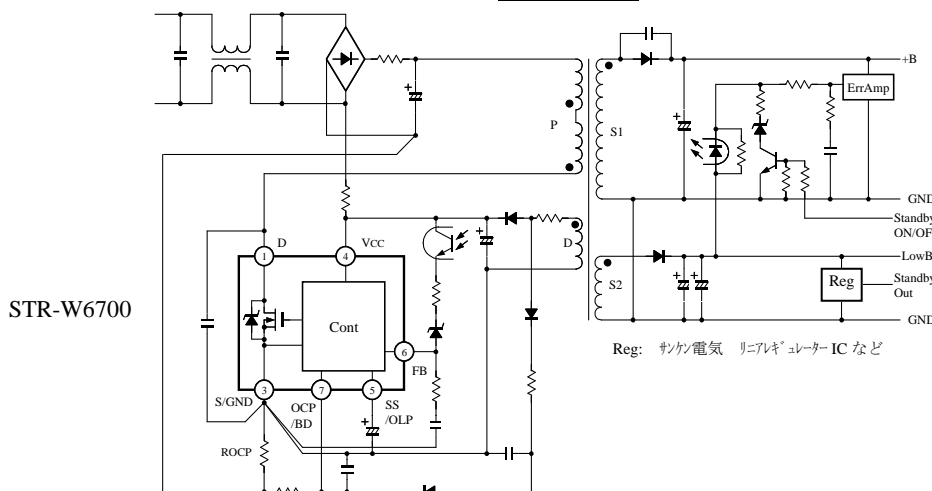 +B
ErrAmp
P
S1
GND
Standby
ON/OF
D
LowB
D
VCC
1
4
STR-W6700
Cont
S2
Reg
Standby
Out
GND
Reg: サンケン電気 リニアレギュレーター IC など
6
FB
3
7
5
S/GND
OCP
/BD
SS
/OLP
ROCP